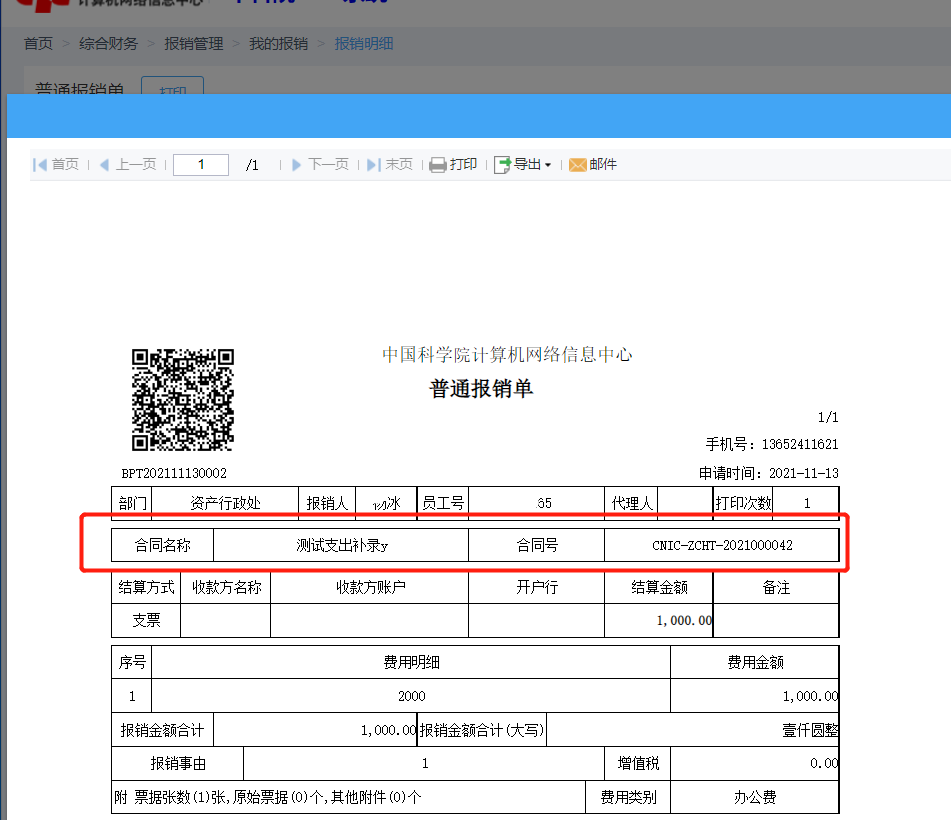 首页 > 综合财务 > 报销管理 > 我的报销 > 报销明细
普通报销单 打印
首页 上一页 1 /1 下一页 末页 打印 导出 邮件
中国科学院计算机网络信息中心
普通报销单
1/1
手机号: 13652411621
BPT202111130002 申请时间: 2021-11-13
部门 资产行政处 报销人 冰 员工号 代理人 打印次数 1
合同名称 测试支出补录y 合同号 CNIC-ZCHT-2021000042
结算方式 收款方名称 收款方账户 开户行 结算金额 备注
支票 1,000.00
序号 费用明细 费用金额
1 2000 1,000.00
报销金额合计 1,000.00 报销金额合计(大写) 壹仟圆整
报销事由 1 增值税 0.00
附 票据张数(1)张,原始票据(0)个,其他附件(0)个 费用类别 办公费